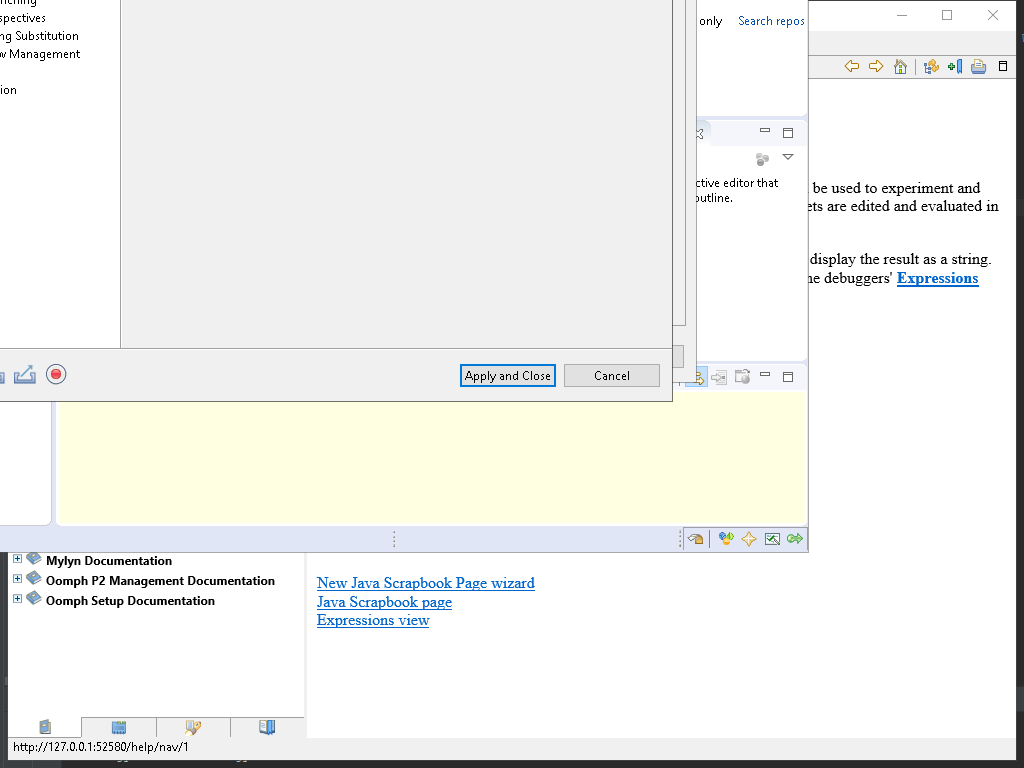 spectives
ng Substitution
w Management
ion
only Search repos
ctive editor that
outline.
be used to experiment and
ets are edited and evaluated in
display the result as a string.
he debuggers' Expressions
Apply and Close
Cancel
Mylyn Documentation
Oomph P2 Management Documentation
Oomph Setup Documentation
New Java Scrapbook Page wizard
Java Scrapbook page
Expressions view
http://127.0.0.1:52580/help/nav/1